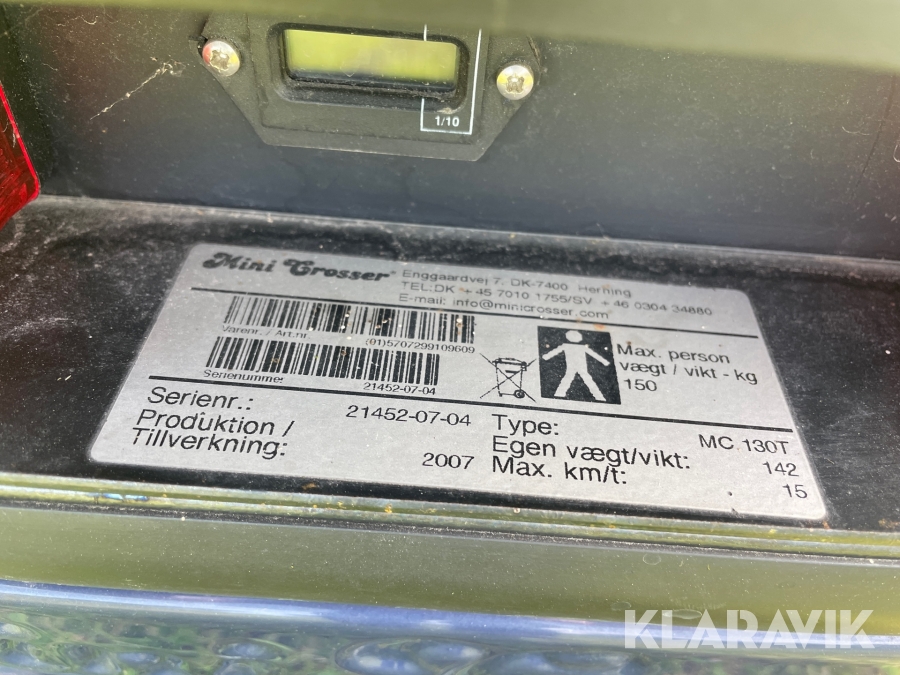 1/10
Mini Crosser
Enggaardvej 7. DK-7400 Herning
TEL:DK + 45 7010 1755/SV + 46 0304 34880
E-mail: info@minicrosser.com
Varenr. / Art.nr.
(01)5707299109609
Serienummer
21452-07-04
Max. person
vægt / vikt - kg
150
Serienr.: 21452-07-04
Produktion /
Tillverkning: 2007
Type: MC 130T
Egen vægt/vikt: 142
Max. km/t: 15
KLARAVIK